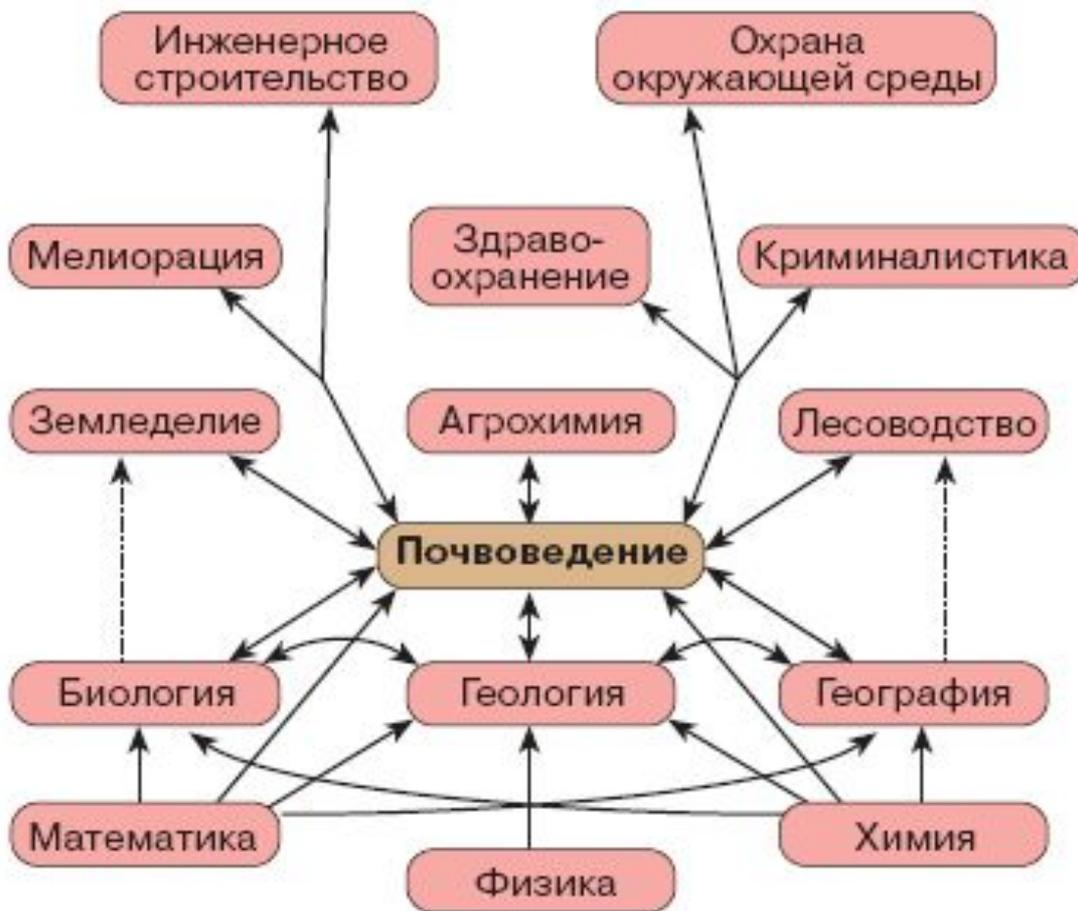 Инженерное
строительство
Охрана
окружающей среды
Мелиорация
Здраво-
охранение
Криминалистика
Земледелие
Агрохимия
Лесоводство
Почвоведение
Биология
Геология
География
Математика
Физика
Химия